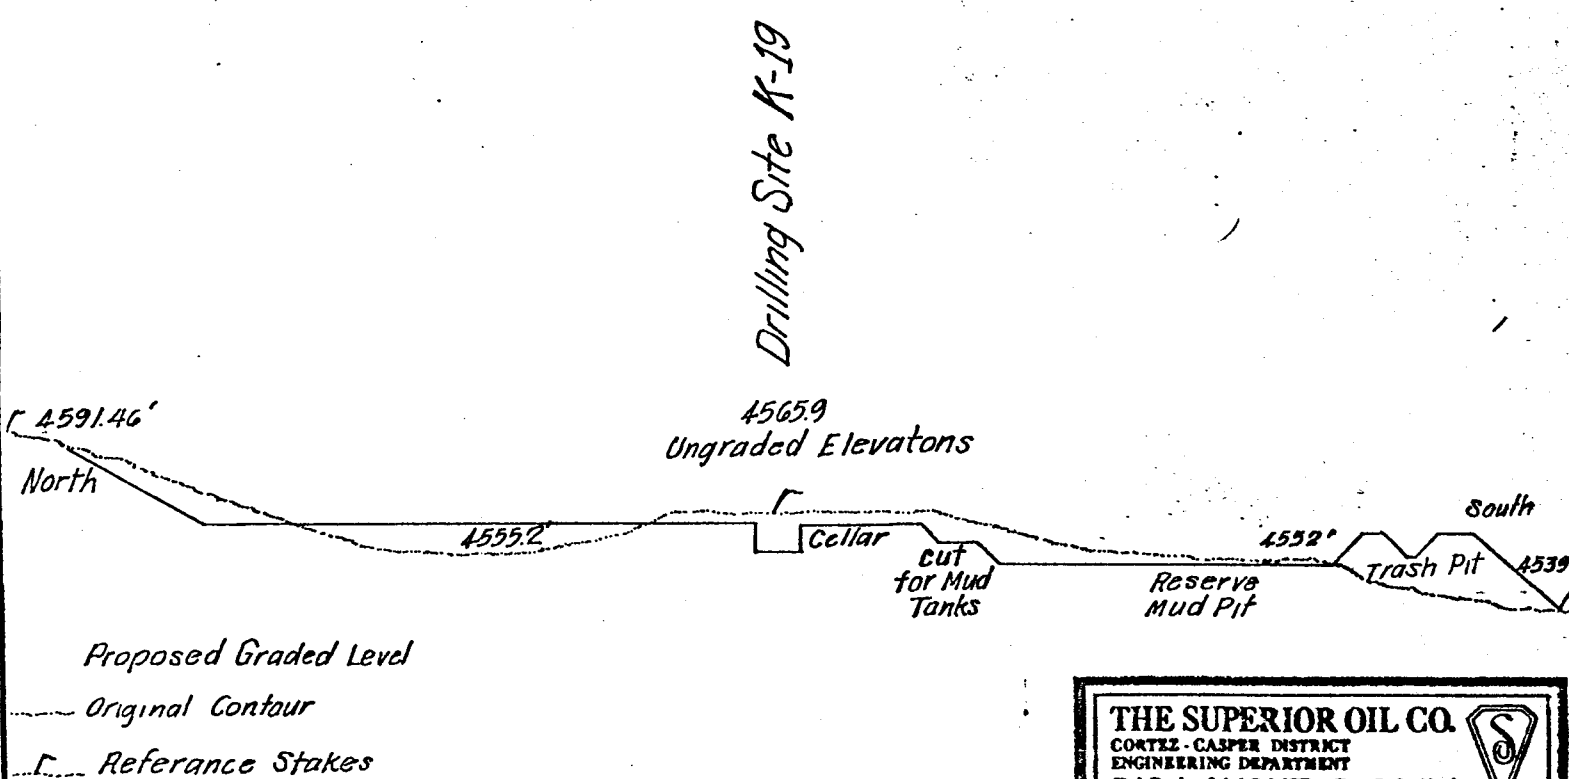 Drilling Site K-19
4591.46'
4565.9
Ungraded Elevatons
North
South
4555.2'
Cellar
4552'
Cut
for Mud
Tanks
Reserve
Mud Pit
Trash Pit
4539
Proposed Graded Level
Original Contour
Referance Stakes
THE SUPERIOR OIL CO.
CORTEZ - CASPER DISTRICT
ENGINEERING DEPARTMENT